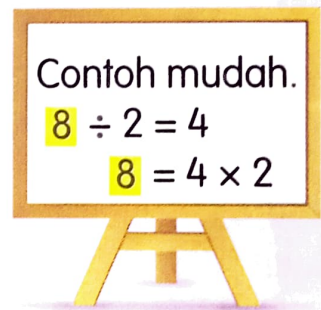 Contoh mudah.
8 ÷ 2 = 4
8 = 4 × 2